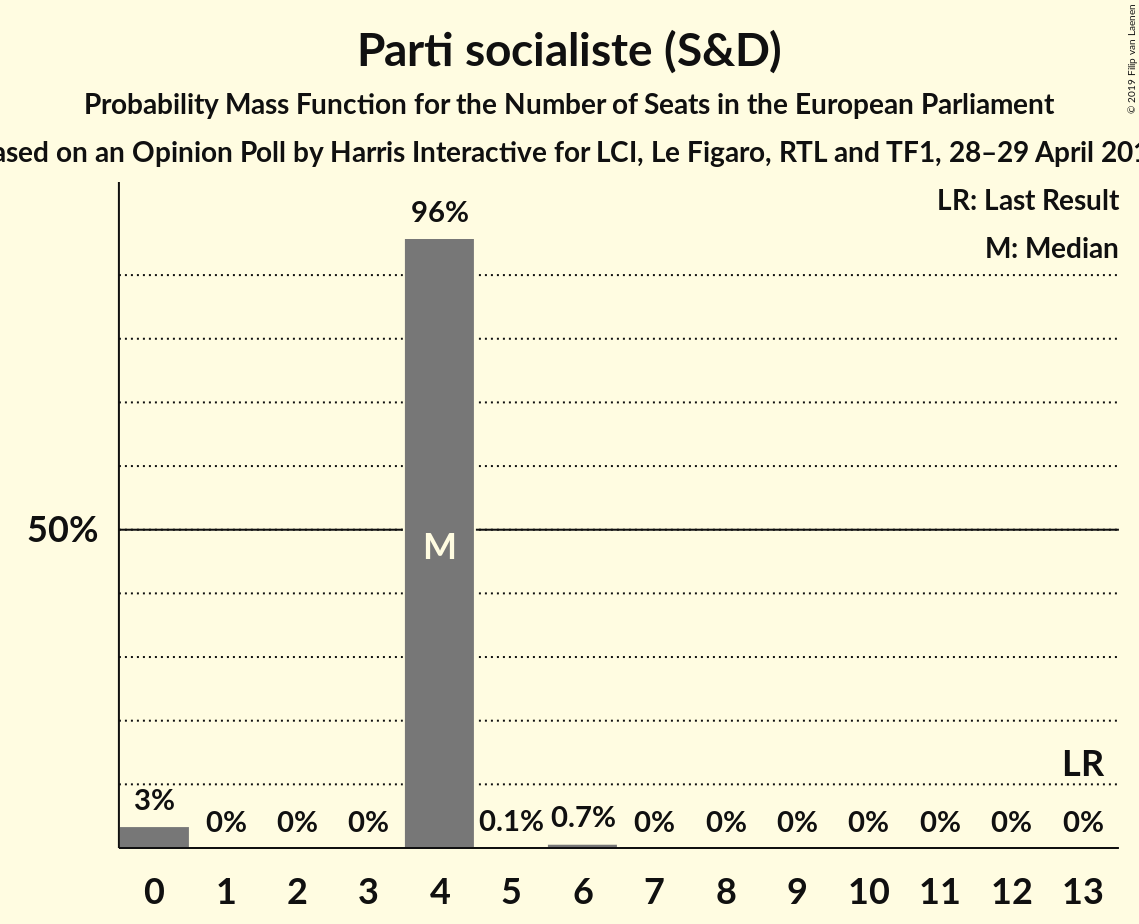 Parti socialiste (S&D)
Probability Mass Function for the Number of Seats in the European Parliament
ased on an Opinion Poll by Harris Interactive for LCI, Le Figaro, RTL and TF1, 28–29 April 201
© 2019 Filip van Laenen
LR: Last Result
M: Median
96%
50%
M
LR
3% 0% 0% 0% 0.1% 0.7% 0% 0% 0% 0% 0% 0% 0%
0 1 2 3 4 5 6 7 8 9 10 11 12 13